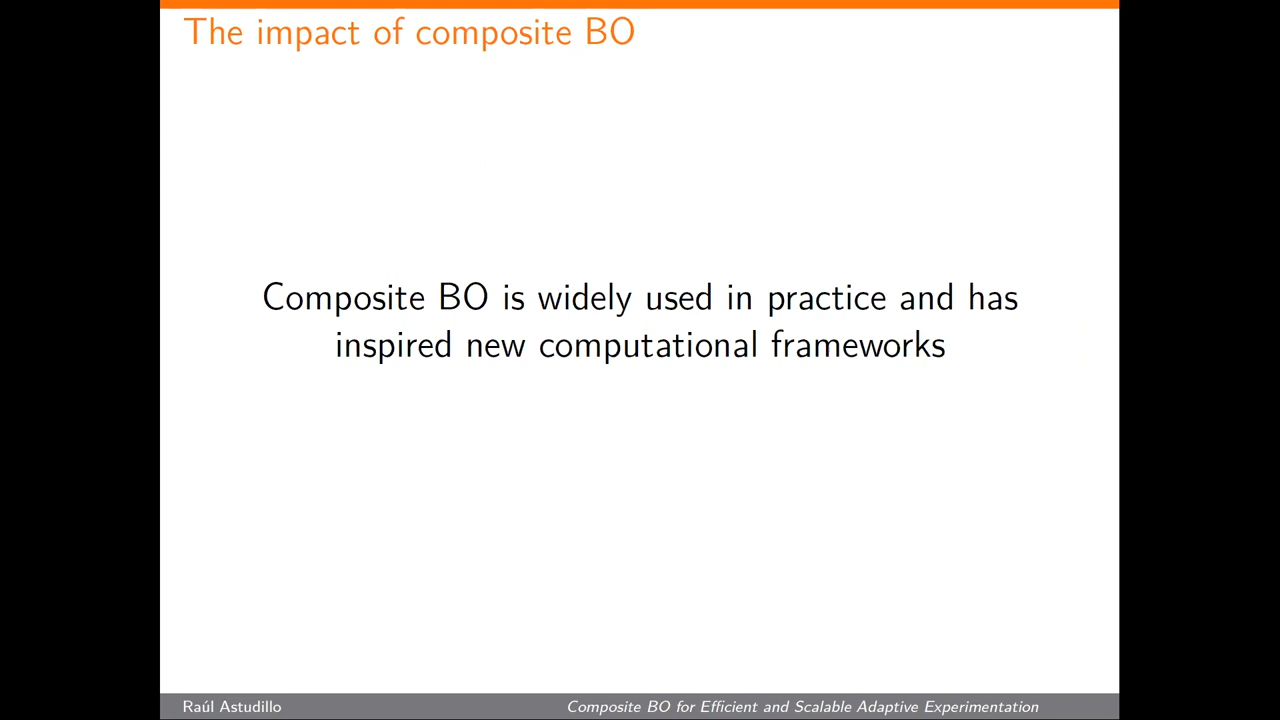 The impact of composite BO
Composite BO is widely used in practice and has
inspired new computational frameworks
Raúl Astudillo
Composite BO for Efficient and Scalable Adaptive Experimentation